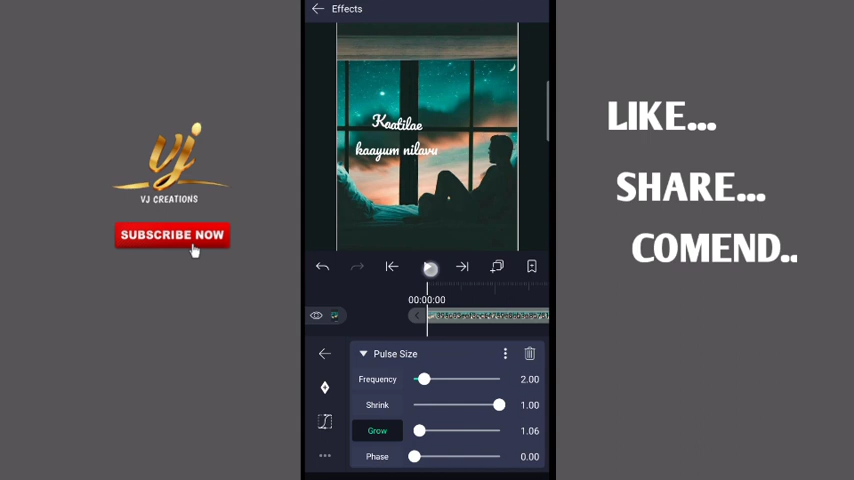 Effects
Kaatilae
kaayum nilavu
VJ CREATIONS
SUBSCRIBE NOW
LIKE...
SHARE...
COMEND..
00:00:00
Pulse Size
Frequency 2.00
Shrink 1.00
Grow 1.06
Phase 0.00